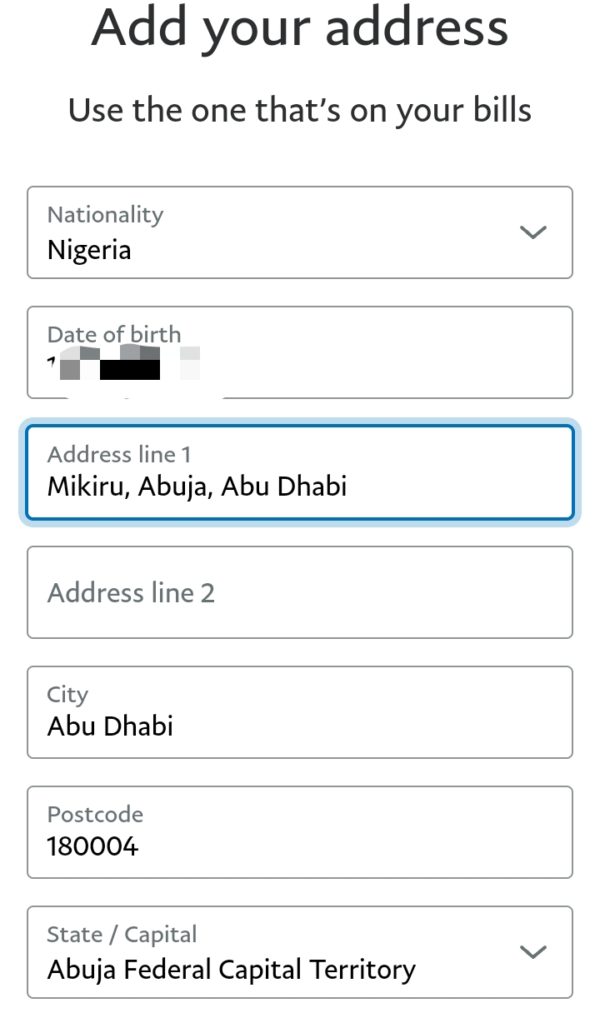 Add your address
Use the one that's on your bills
Nationality
Nigeria
Date of birth
Address line 1
Mikiru, Abuja, Abu Dhabi
Address line 2
City
Abu Dhabi
Postcode
180004
State / Capital
Abuja Federal Capital Territory